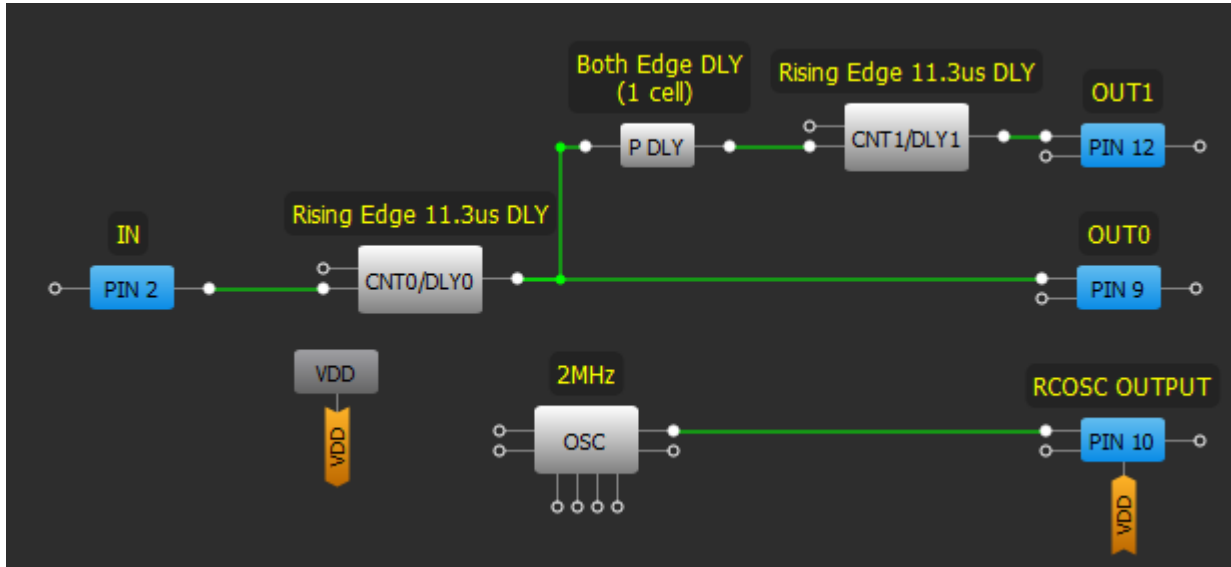 Both Edge DLY
(1 cell)
Rising Edge 11.3us DLY
OUT1
P DLY
CNT1/DLY1
PIN 12
IN
Rising Edge 11.3us DLY
OUT0
PIN 2
CNT0/DLY0
PIN 9
VDD
2MHz
RCOSC OUTPUT
VDD
OSC
PIN 10
VDD